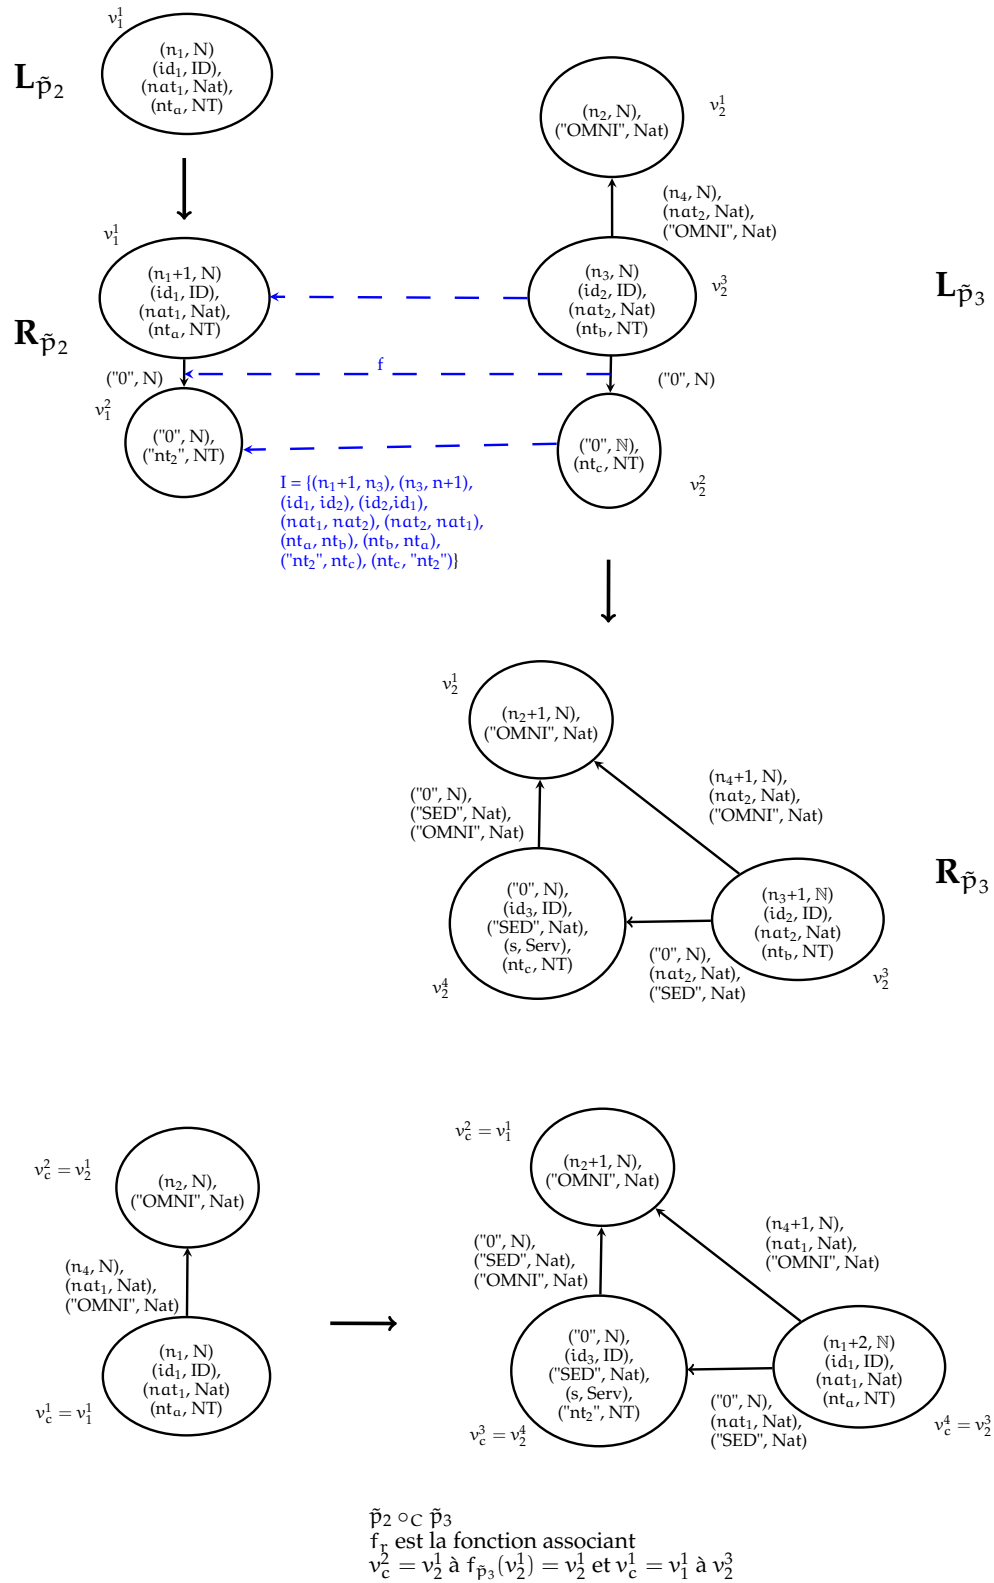 v₁¹
(n₁, N)
(id₁, ID),
(nat₁, Nat),
(ntₐ, NT)
L_p̃₂
(n₂, N),
("OMNI", Nat)
v₂¹
(n₄, N),
(nat₂, Nat),
("OMNI", Nat)
v₁¹
(n₁+1, N)
(id₁, ID),
(nat₁, Nat),
(ntₐ, NT)
R_p̃₂
(n₃, N)
(id₂, ID),
(nat₂, Nat)
(nt_b, NT)
v₂³
L_p̃₃
f
("0", N)
("0", N)
v₁²
("0", N),
("nt₂", NT)
("0", ℕ),
(nt_c, NT)
v₂²
I = {(n₁+1, n₃), (n₃, n+1),
(id₁, id₂), (id₂,id₁),
(nat₁, nat₂), (nat₂, nat₁),
(ntₐ, nt_b), (nt_b, ntₐ),
("nt₂", nt_c), (nt_c, "nt₂")}
v₂¹
(n₂+1, N),
("OMNI", Nat)
("0", N),
("SED", Nat),
("OMNI", Nat)
(n₄+1, N),
(nat₂, Nat),
("OMNI", Nat)
R_p̃₃
("0", N),
(id₃, ID),
("SED", Nat),
(s, Serv),
(nt_c, NT)
v₂⁴
("0", N),
(nat₂, Nat),
("SED", Nat)
(n₃+1, ℕ)
(id₂, ID),
(nat₂, Nat)
(nt_b, NT)
v₂³
v_c² = v₂¹
(n₂, N),
("OMNI", Nat)
(n₄, N),
(nat₁, Nat),
("OMNI", Nat)
(n₁, N)
(id₁, ID),
(nat₁, Nat)
(ntₐ, NT)
v_c¹ = v₁¹
v_c² = v₁¹
(n₂+1, N),
("OMNI", Nat)
("0", N),
("SED", Nat),
("OMNI", Nat)
(n₄+1, N),
(nat₁, Nat),
("OMNI", Nat)
("0", N),
(id₃, ID),
("SED", Nat),
(s, Serv),
("nt₂", NT)
v_c³ = v₂⁴
("0", N),
(nat₁, Nat),
("SED", Nat)
(n₁+2, ℕ)
(id₁, ID),
(nat₁, Nat)
(ntₐ, NT)
v_c⁴ = v₂³
p̃₂ ∘_C p̃₃
f_r est la fonction associant
v_c² = v₂¹ à f_p̃₃(v₂¹) = v₂¹ et v_c¹ = v₁¹ à v₂³